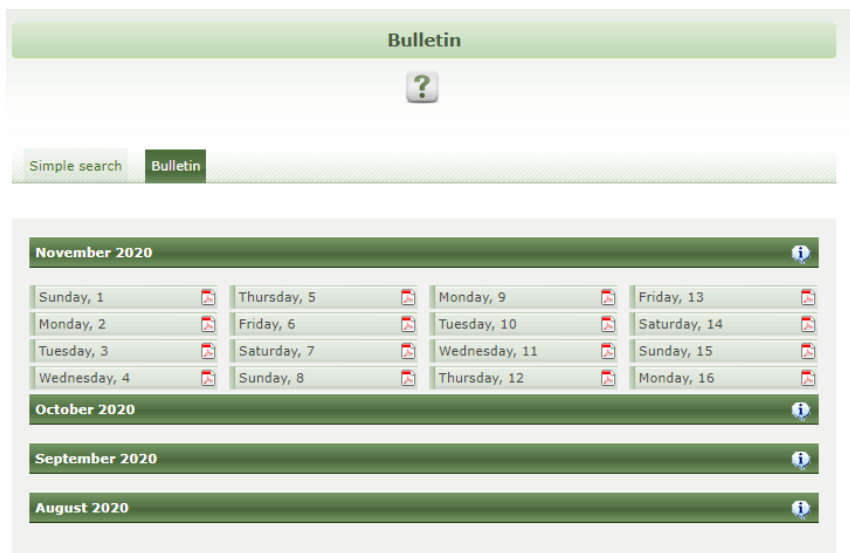 Bulletin
?
Simple search Bulletin
November 2020
Sunday, 1 Thursday, 5 Monday, 9 Friday, 13
Monday, 2 Friday, 6 Tuesday, 10 Saturday, 14
Tuesday, 3 Saturday, 7 Wednesday, 11 Sunday, 15
Wednesday, 4 Sunday, 8 Thursday, 12 Monday, 16
October 2020
September 2020
August 2020